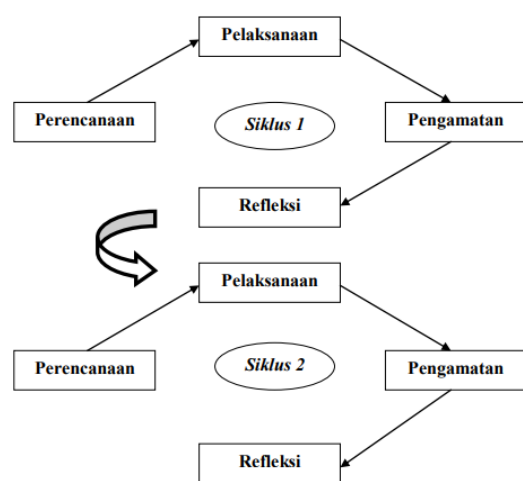 Pelaksanaan
Perencanaan
Siklus 1
Pengamatan
Refleksi
Pelaksanaan
Perencanaan
Siklus 2
Pengamatan
Refleksi